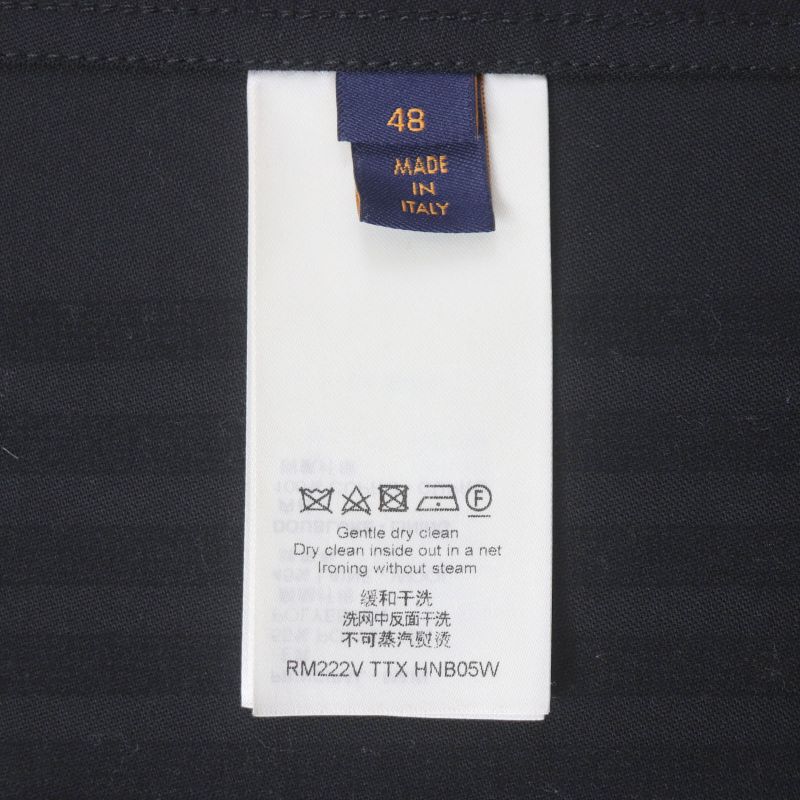 48
MADE
IN
ITALY
Gentle dry clean
Dry clean inside out in a net
Ironing without steam
缓和干洗
洗网中反面干洗
不可蒸汽熨烫
RM222V TTX HNB05W